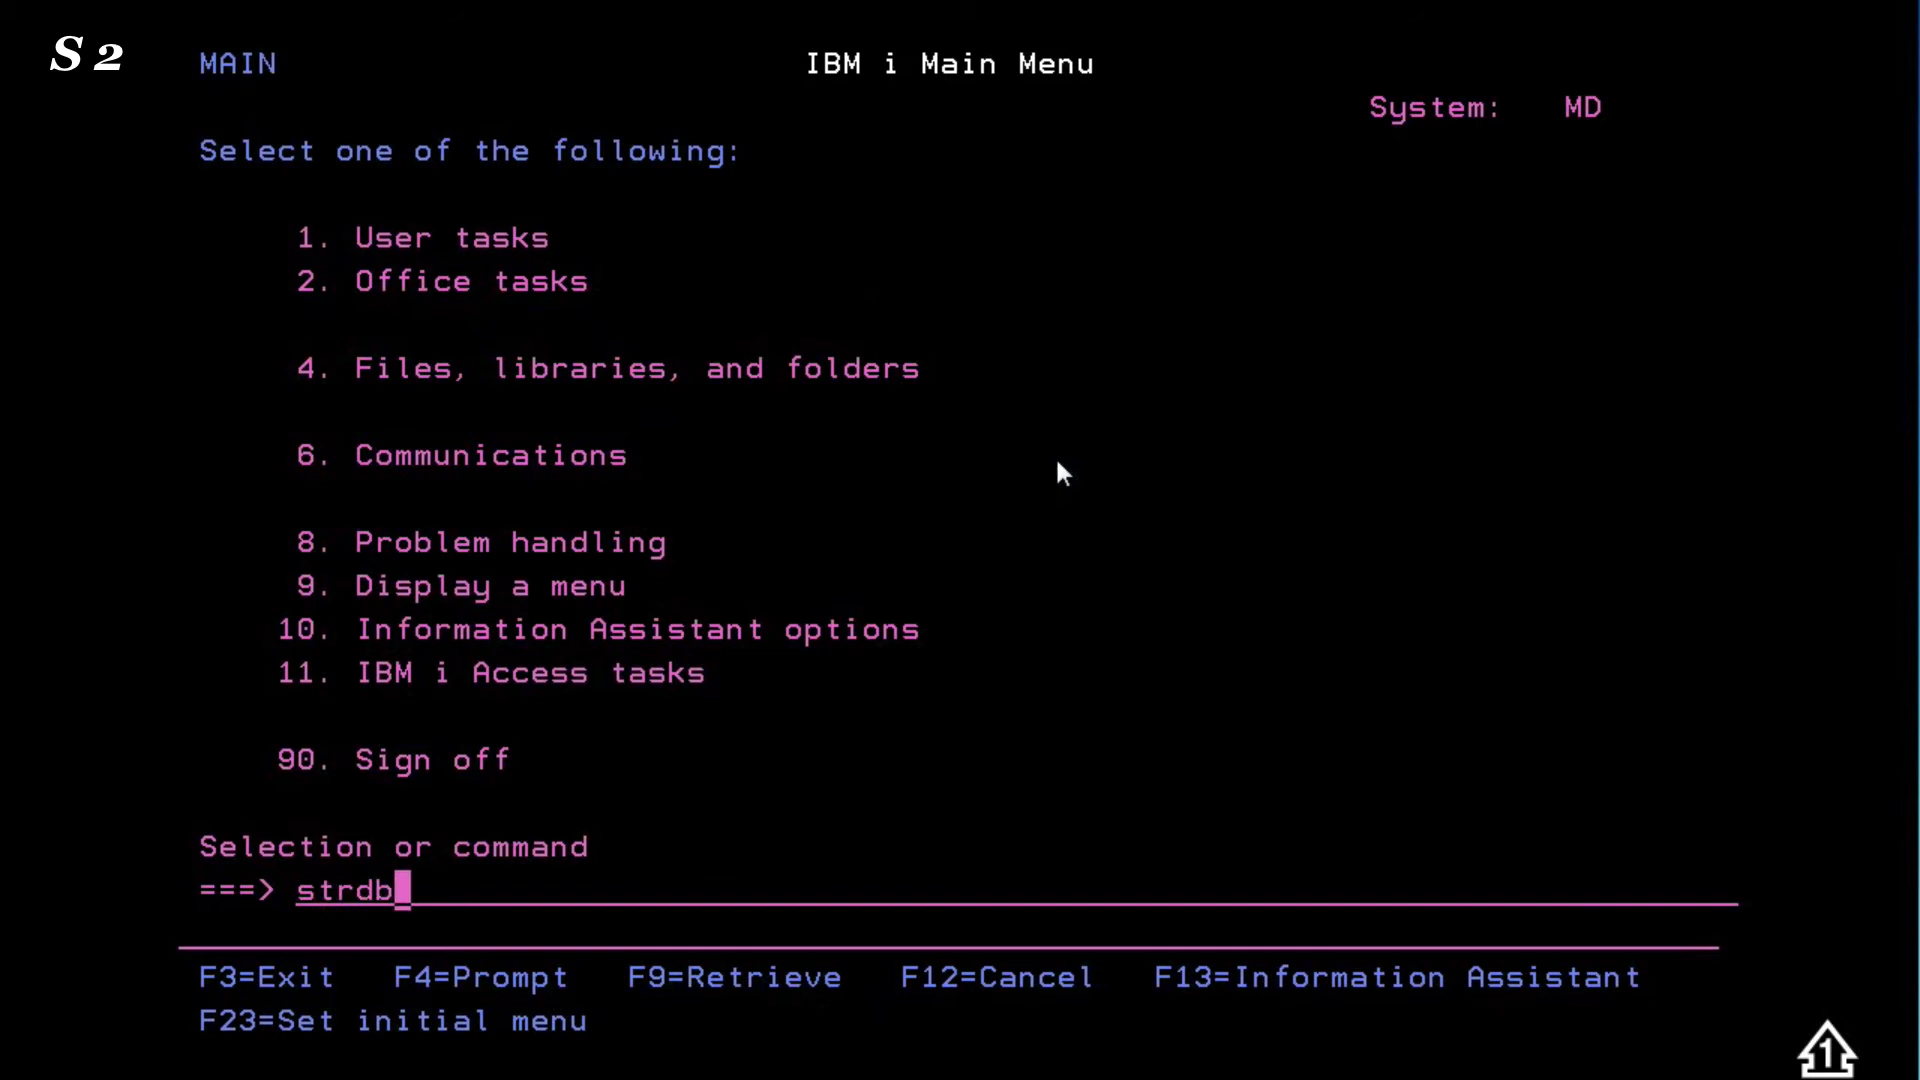 S 2
MAIN IBM i Main Menu
System: MD
Select one of the following:
1. User tasks
2. Office tasks
4. Files, libraries, and folders
6. Communications
8. Problem handling
9. Display a menu
10. Information Assistant options
11. IBM i Access tasks
90. Sign off
Selection or command
===> strdb
F3=Exit F4=Prompt F9=Retrieve F12=Cancel F13=Information Assistant
F23=Set initial menu
1